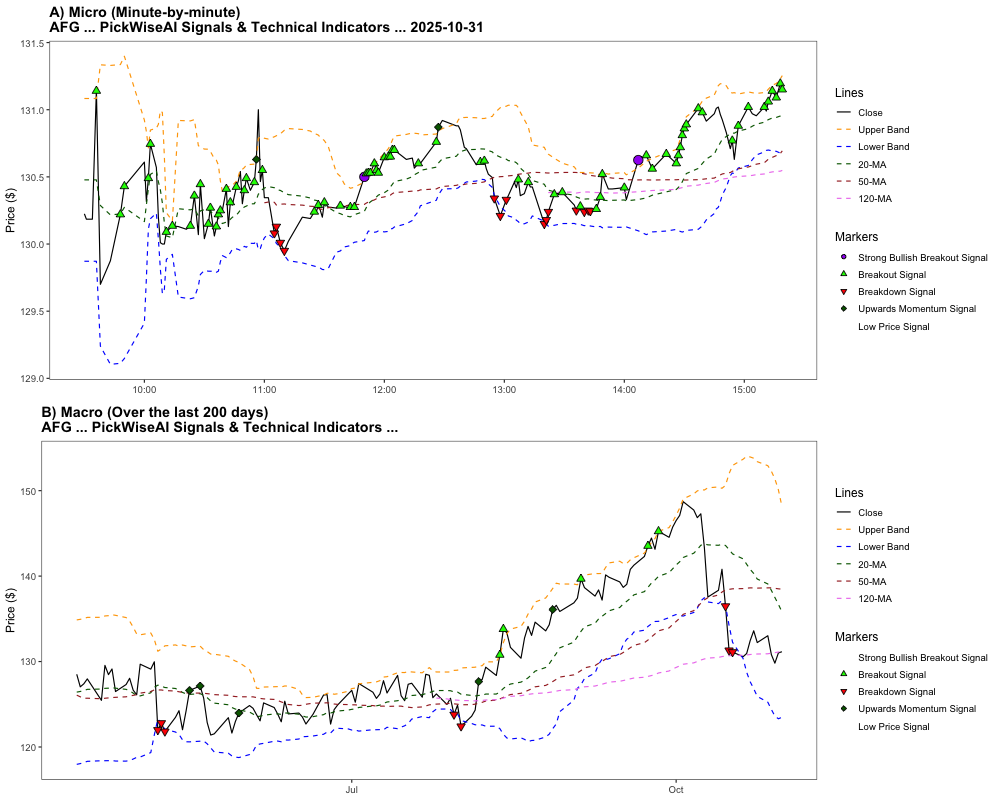 A) Micro (Minute-by-minute)
AFG ... PickWiseAI Signals & Technical Indicators ... 2025-10-31
Price ($)
131.5
131.0
130.5
130.0
129.5
129.0
10:00
11:00
12:00
13:00
14:00
15:00
Lines
Close
Upper Band
Lower Band
20-MA
50-MA
120-MA
Markers
Strong Bullish Breakout Signal
Breakout Signal
Breakdown Signal
Upwards Momentum Signal
Low Price Signal
B) Macro (Over the last 200 days)
AFG ... PickWiseAI Signals & Technical Indicators ...
Price ($)
150
140
130
120
Jul
Oct
Lines
Close
Upper Band
Lower Band
20-MA
50-MA
120-MA
Markers
Strong Bullish Breakout Signal
Breakout Signal
Breakdown Signal
Upwards Momentum Signal
Low Price Signal